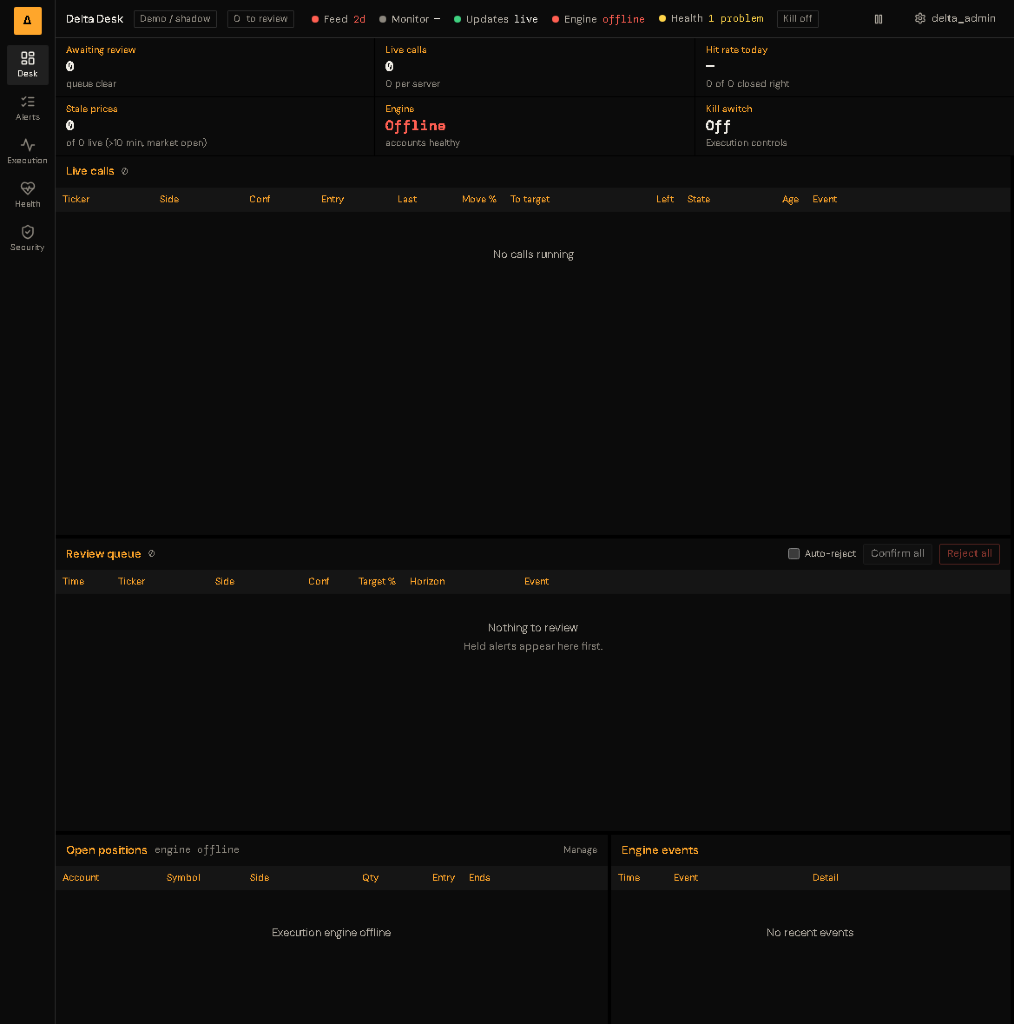 Δ
Delta Desk Demo / shadow 0 to review Feed 2d Monitor — Updates live Engine offline Health 1 problem Kill off delta_admin
Desk
Alerts
Execution
Health
Security
Awaiting review
0
queue clear
Live calls
0
0 per server
Hit rate today
—
0 of 0 closed right
Stale prices
0
of 0 live (>10 min, market open)
Engine
Offline
accounts healthy
Kill switch
Off
Execution controls
Live calls 0
Ticker Side Conf Entry Last Move % To target Left State Age Event
No calls running
Review queue 0 Auto-reject Confirm all Reject all
Time Ticker Side Conf Target % Horizon Event
Nothing to review
Held alerts appear here first.
Open positions engine offline Manage
Account Symbol Side Qty Entry Ends
Execution engine offline
Engine events
Time Event Detail
No recent events